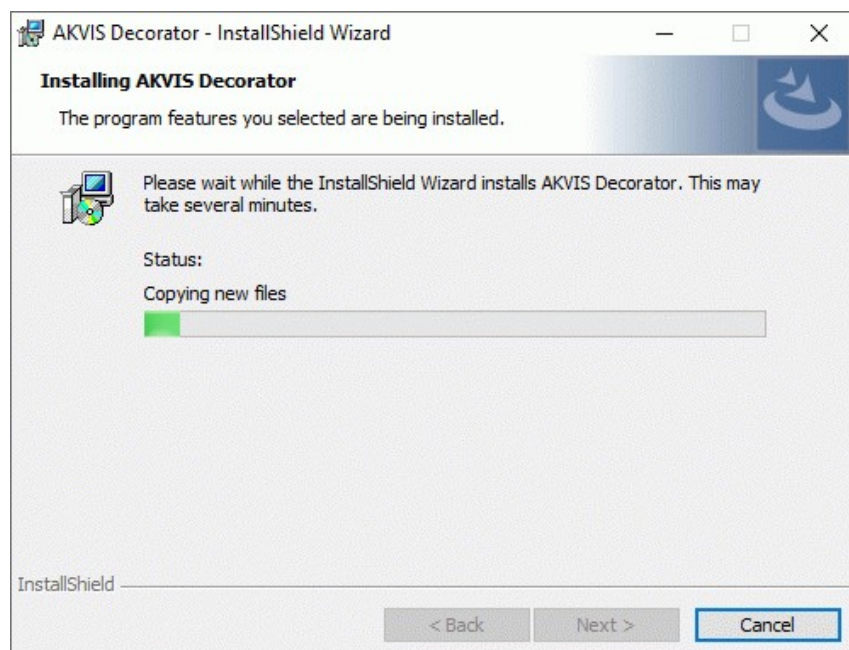 AKVIS Decorator - InstallShield Wizard
Installing AKVIS Decorator
The program features you selected are being installed.
Please wait while the InstallShield Wizard installs AKVIS Decorator. This may
take several minutes.
Status:
Copying new files
InstallShield
< Back
Next >
Cancel